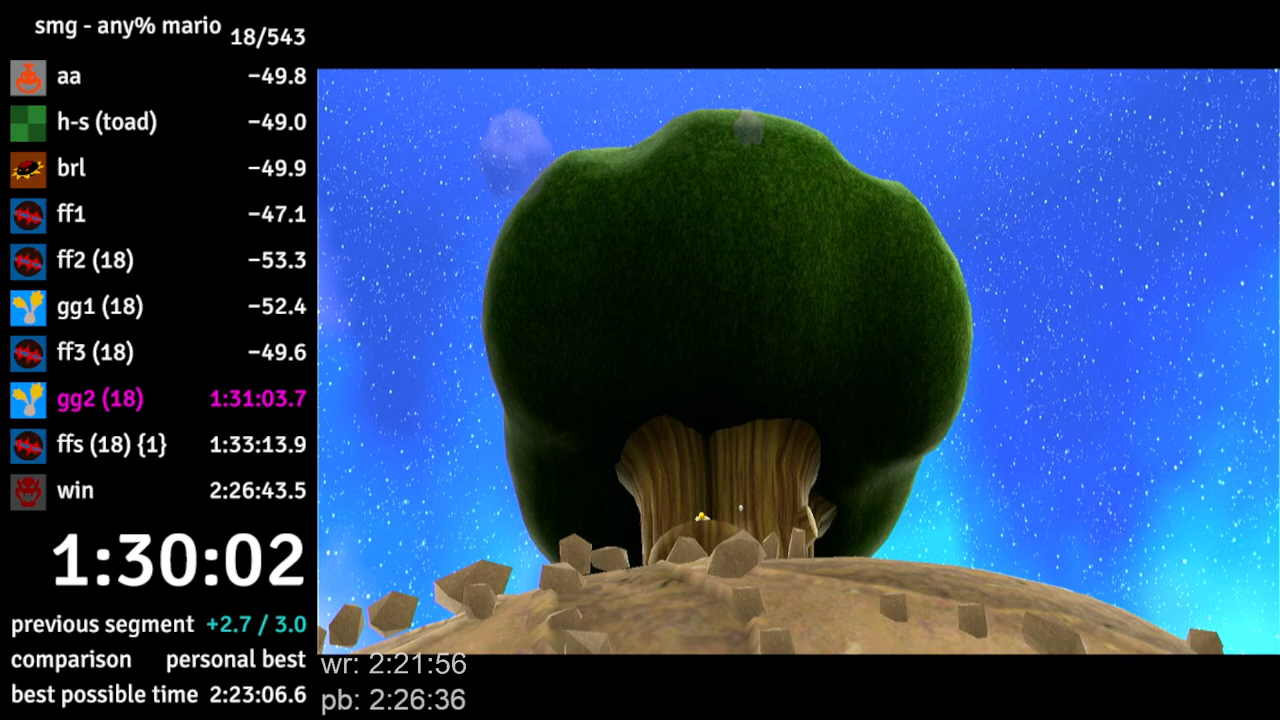 smg - any% mario
18/543
aa −49.8
h-s (toad) −49.0
brl −49.9
ff1 −47.1
ff2 (18) −53.3
gg1 (18) −52.4
ff3 (18) −49.6
gg2 (18) 1:31:03.7
ffs (18) {1} 1:33:13.9
win 2:26:43.5
1:30:02
previous segment +2.7 / 3.0
comparison personal best
best possible time 2:23:06.6
wr: 2:21:56
pb: 2:26:36